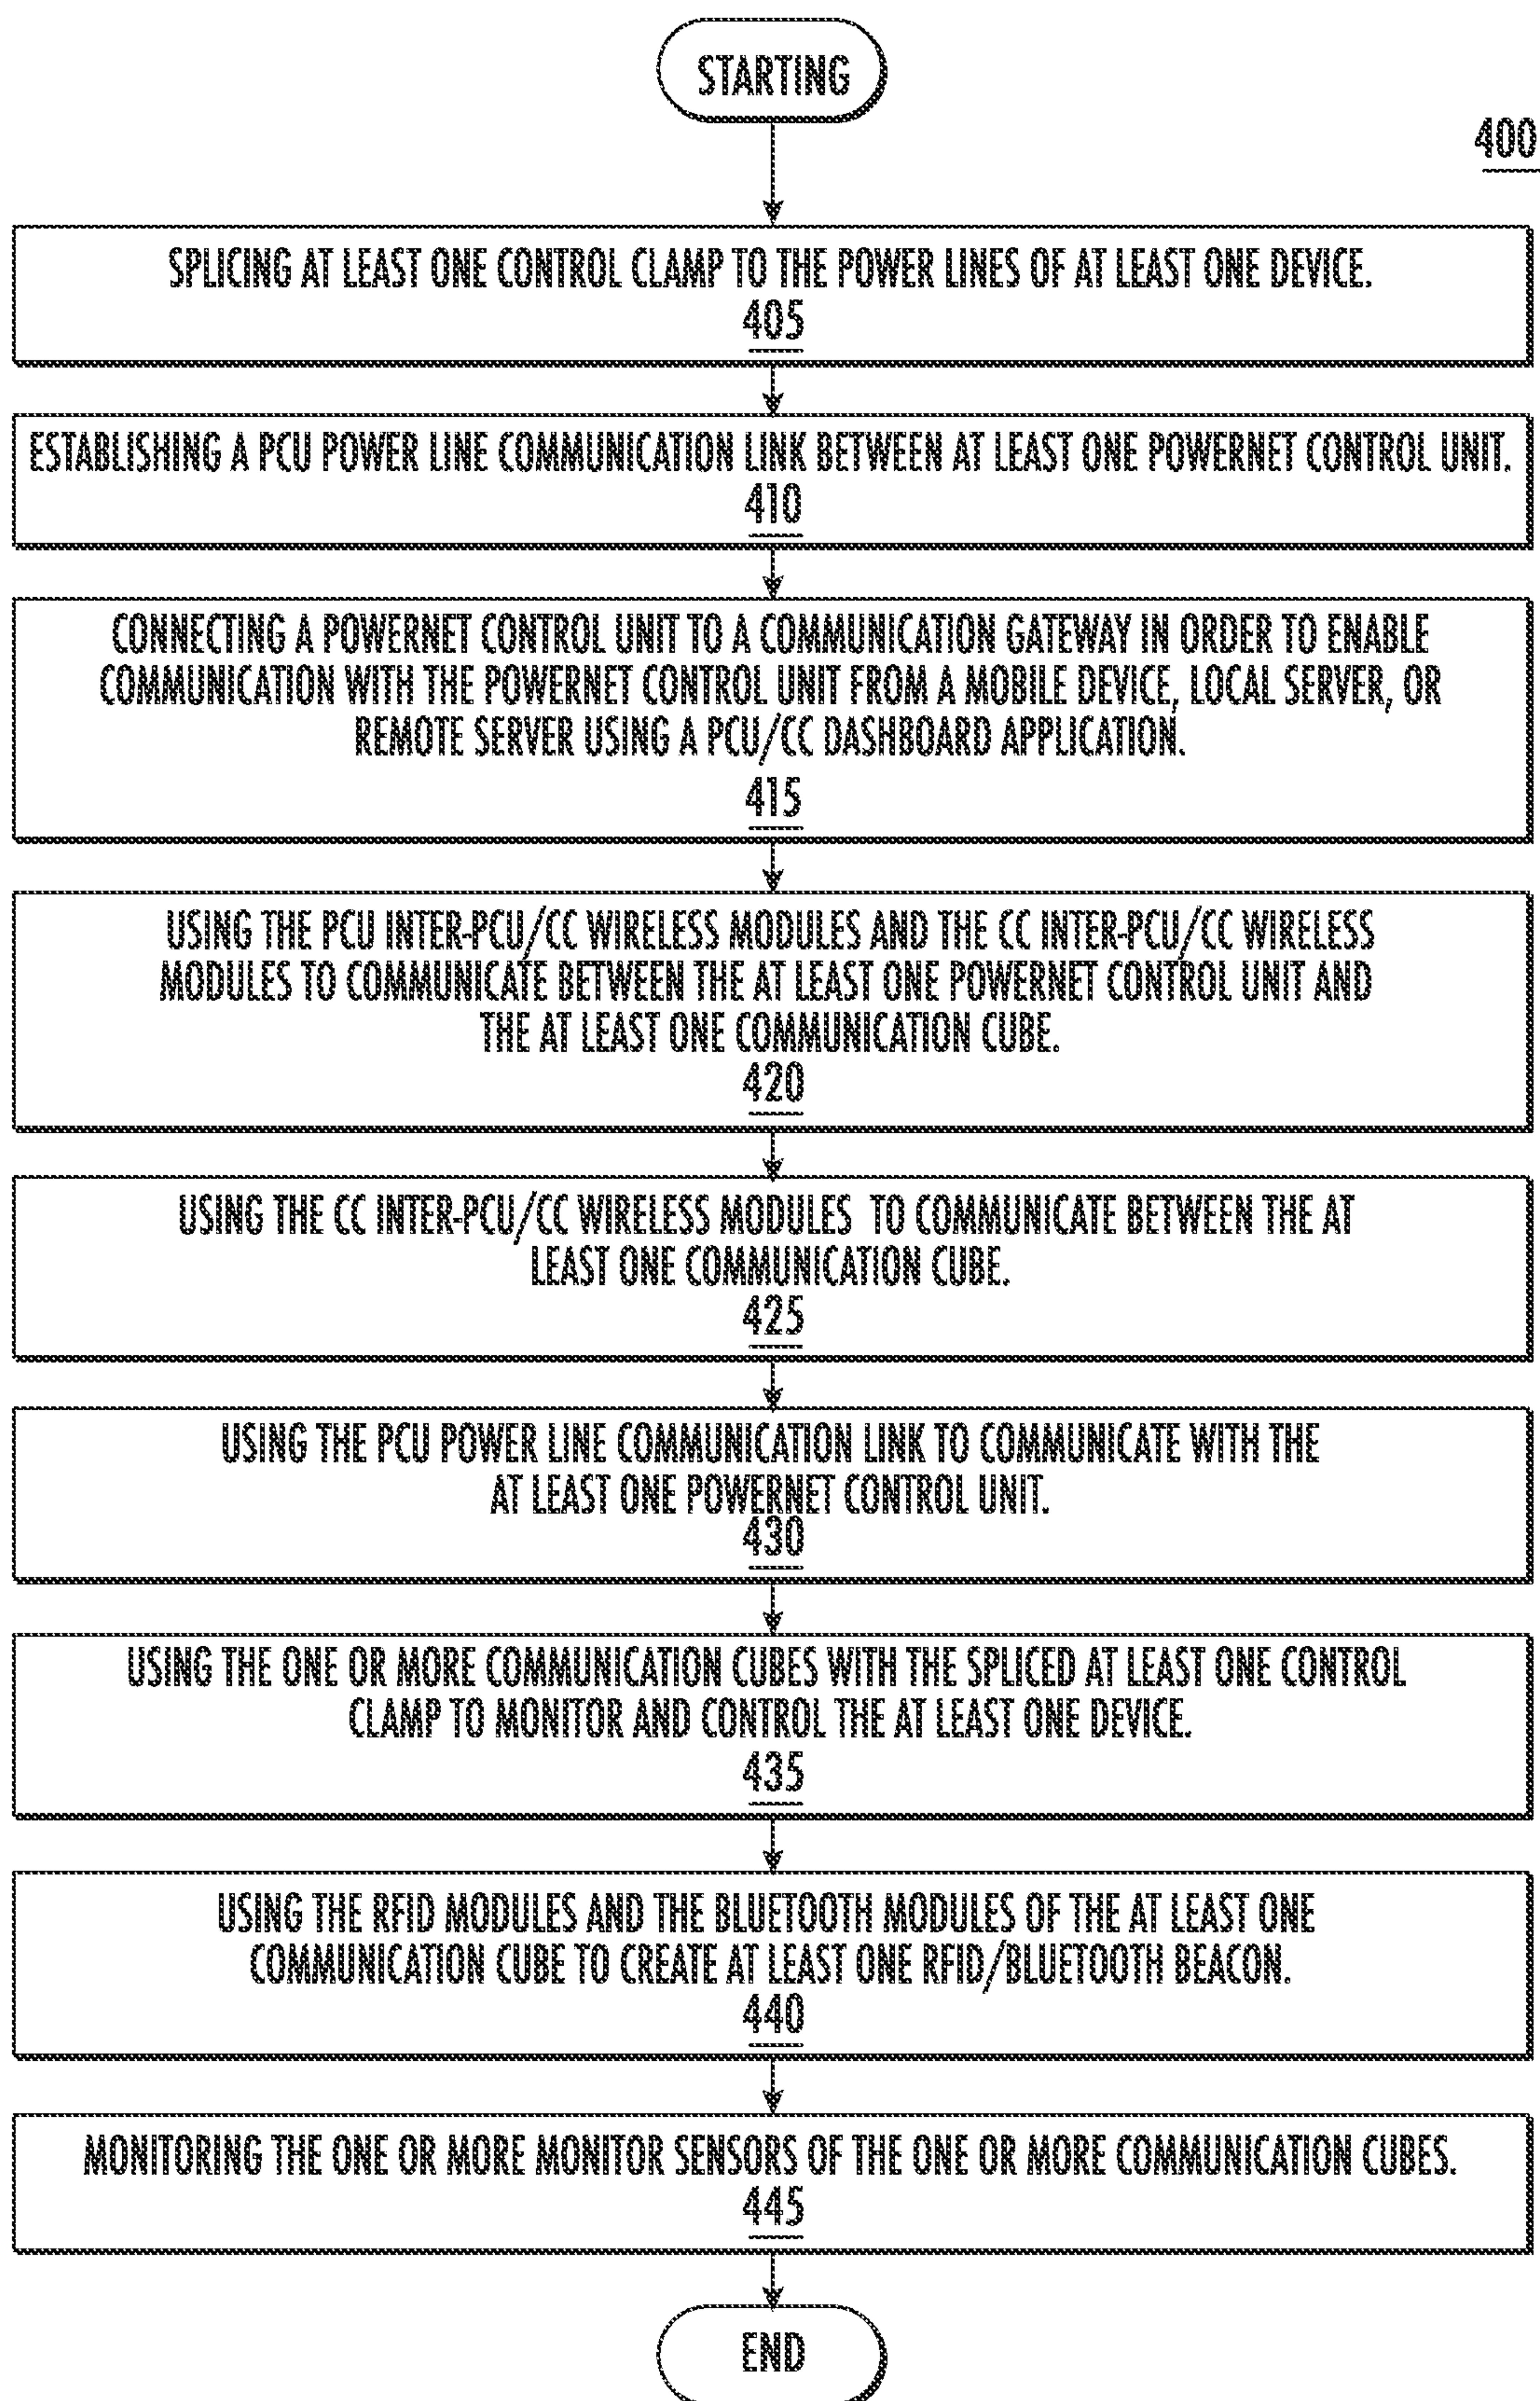 STARTING
400
SPLICING AT LEAST ONE CONTROL CLAMP TO THE POWER LINES OF AT LEAST ONE DEVICE.
405
ESTABLISHING A PCU POWER LINE COMMUNICATION LINK BETWEEN AT LEAST ONE POWERNET CONTROL UNIT.
410
CONNECTING A POWERNET CONTROL UNIT TO A COMMUNICATION GATEWAY IN ORDER TO ENABLE
COMMUNICATION WITH THE POWERNET CONTROL UNIT FROM A MOBILE DEVICE, LOCAL SERVER, OR
REMOTE SERVER USING A PCU/CC DASHBOARD APPLICATION.
415
USING THE PCU INTER-PCU/CC WIRELESS MODULES AND THE CC INTER-PCU/CC WIRELESS
MODULES TO COMMUNICATE BETWEEN THE AT LEAST ONE POWERNET CONTROL UNIT AND
THE AT LEAST ONE COMMUNICATION CUBE.
420
USING THE CC INTER-PCU/CC WIRELESS MODULES TO COMMUNICATE BETWEEN THE AT
LEAST ONE COMMUNICATION CUBE.
425
USING THE PCU POWER LINE COMMUNICATION LINK TO COMMUNICATE WITH THE
AT LEAST ONE POWERNET CONTROL UNIT.
430
USING THE ONE OR MORE COMMUNICATION CUBES WITH THE SPLICED AT LEAST ONE CONTROL
CLAMP TO MONITOR AND CONTROL THE AT LEAST ONE DEVICE.
435
USING THE RFID MODULES AND THE BLUETOOTH MODULES OF THE AT LEAST ONE
COMMUNICATION CUBE TO CREATE AT LEAST ONE RFID/BLUETOOTH BEACON.
440
MONITORING THE ONE OR MORE MONITOR SENSORS OF THE ONE OR MORE COMMUNICATION CUBES.
445
END